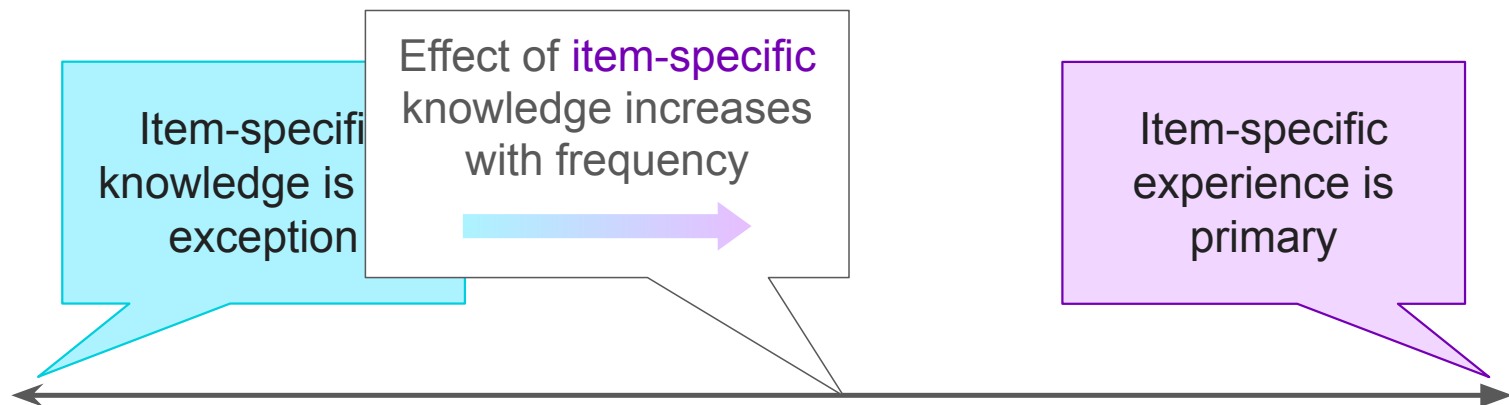 Item-specifi
knowledge is
exception
Effect of item-specific
knowledge increases
with frequency
Item-specific
experience is
primary